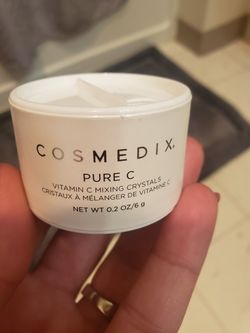 COSMEDIX®
PURE C
VITAMIN C MIXING CRYSTALS
CRISTAUX À MÉLANGER DE VITAMINE C
NET WT 0.2 OZ/6 g